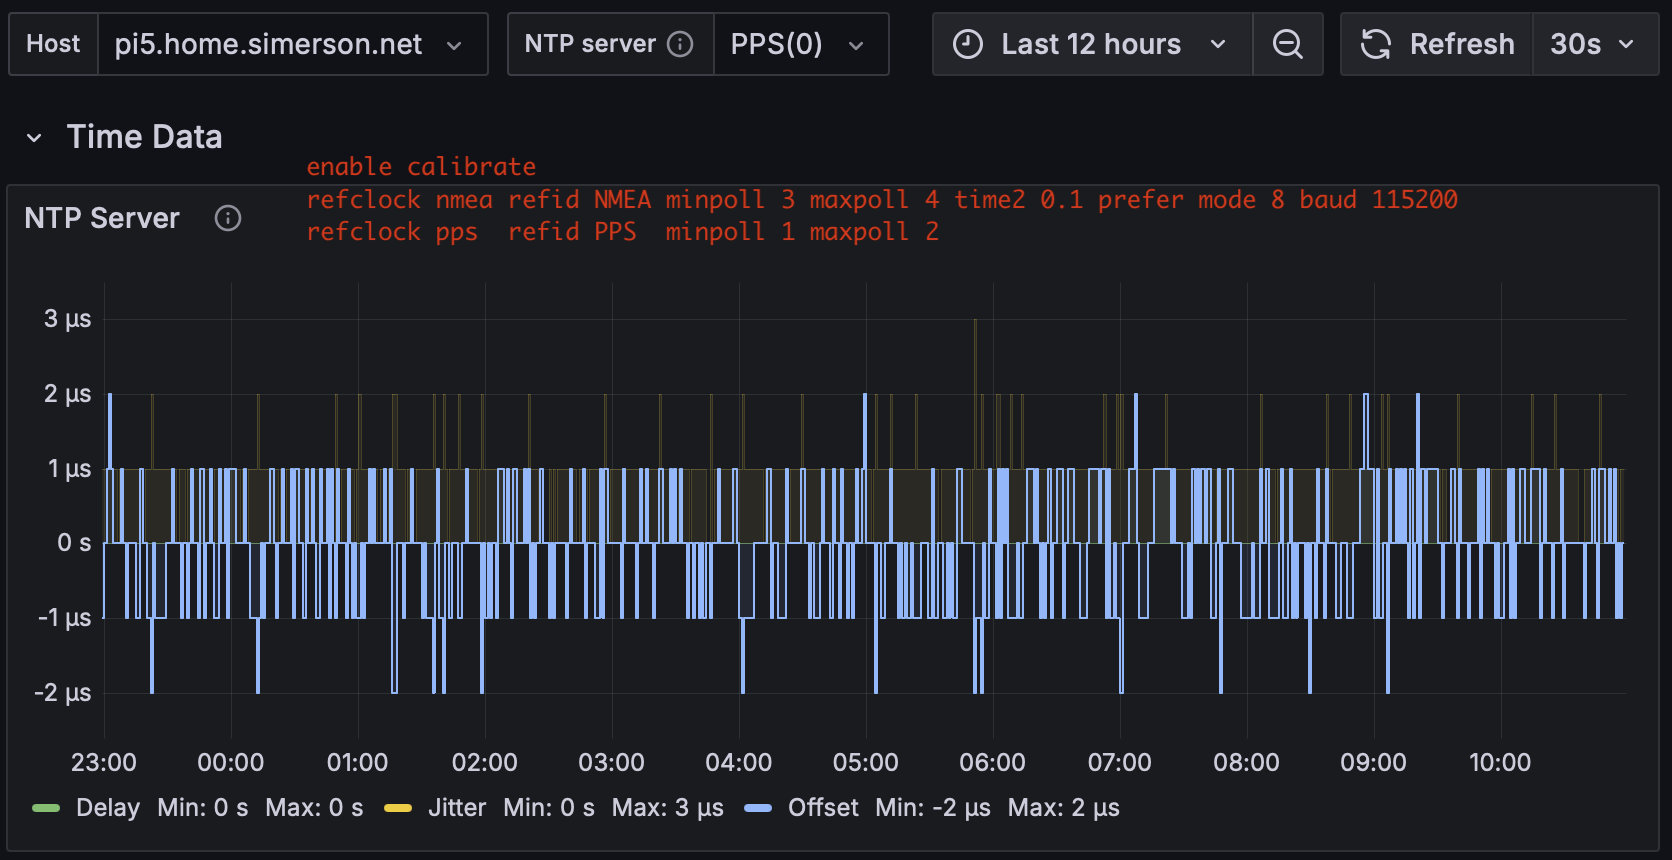 Host pi5.home.simerson.net NTP server PPS(0) Last 12 hours Refresh 30s
Time Data
enable calibrate
refclock nmea refid NMEA minpoll 3 maxpoll 4 time2 0.1 prefer mode 8 baud 115200
NTP Server
refclock pps  refid PPS  minpoll 1 maxpoll 2
3 µs
2 µs
1 µs
0 s
-1 µs
-2 µs
23:00 00:00 01:00 02:00 03:00 04:00 05:00 06:00 07:00 08:00 09:00 10:00
Delay Min: 0 s Max: 0 s Jitter Min: 0 s Max: 3 µs Offset Min: -2 µs Max: 2 µs